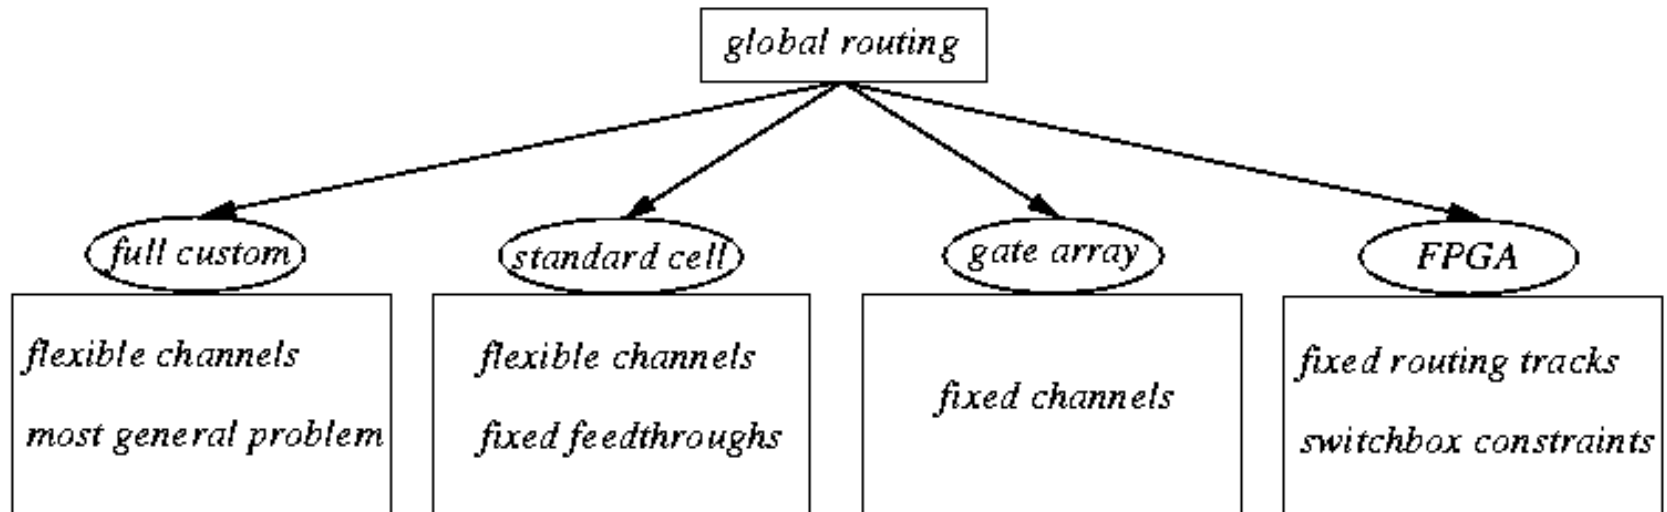 global routing
full custom
standard cell
gate array
FPGA
flexible channels
most general problem
flexible channels
fixed feedthroughs
fixed channels
fixed routing tracks
switchbox constraints